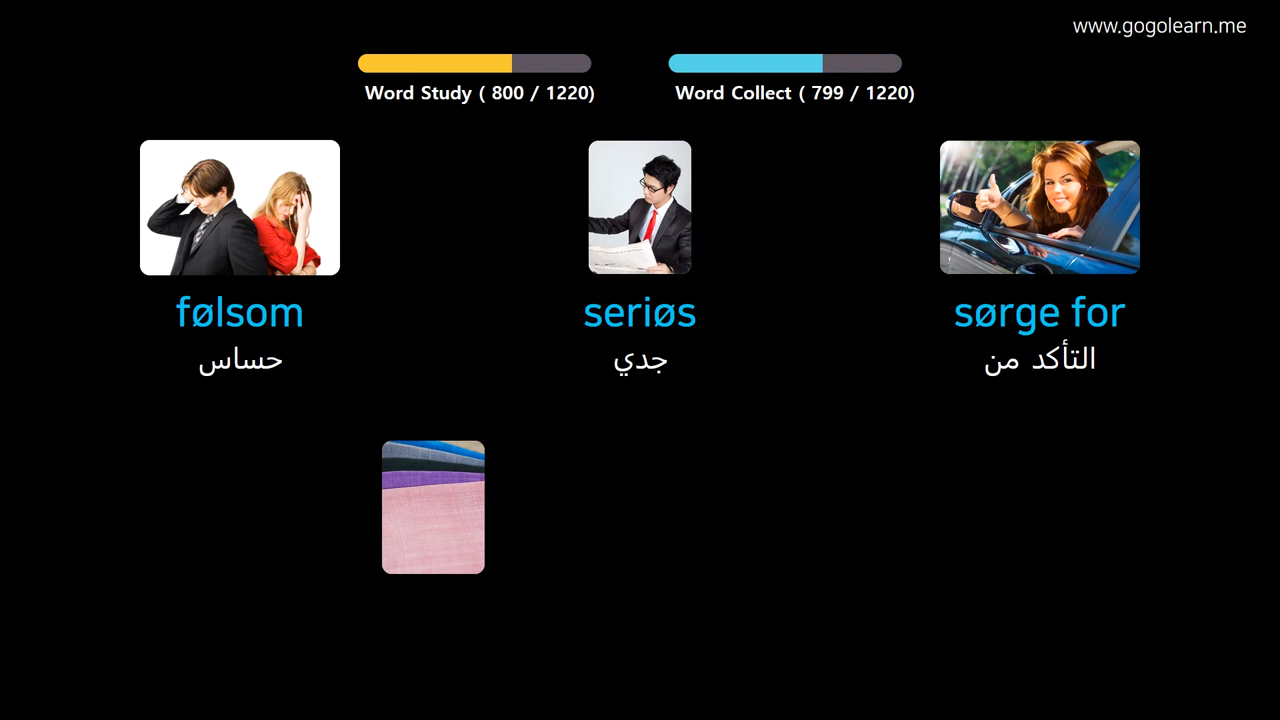 www.gogolearn.me
Word Study ( 800 / 1220)
Word Collect ( 799 / 1220)
følsom
حساس
seriøs
جدي
sørge for
التأكد من